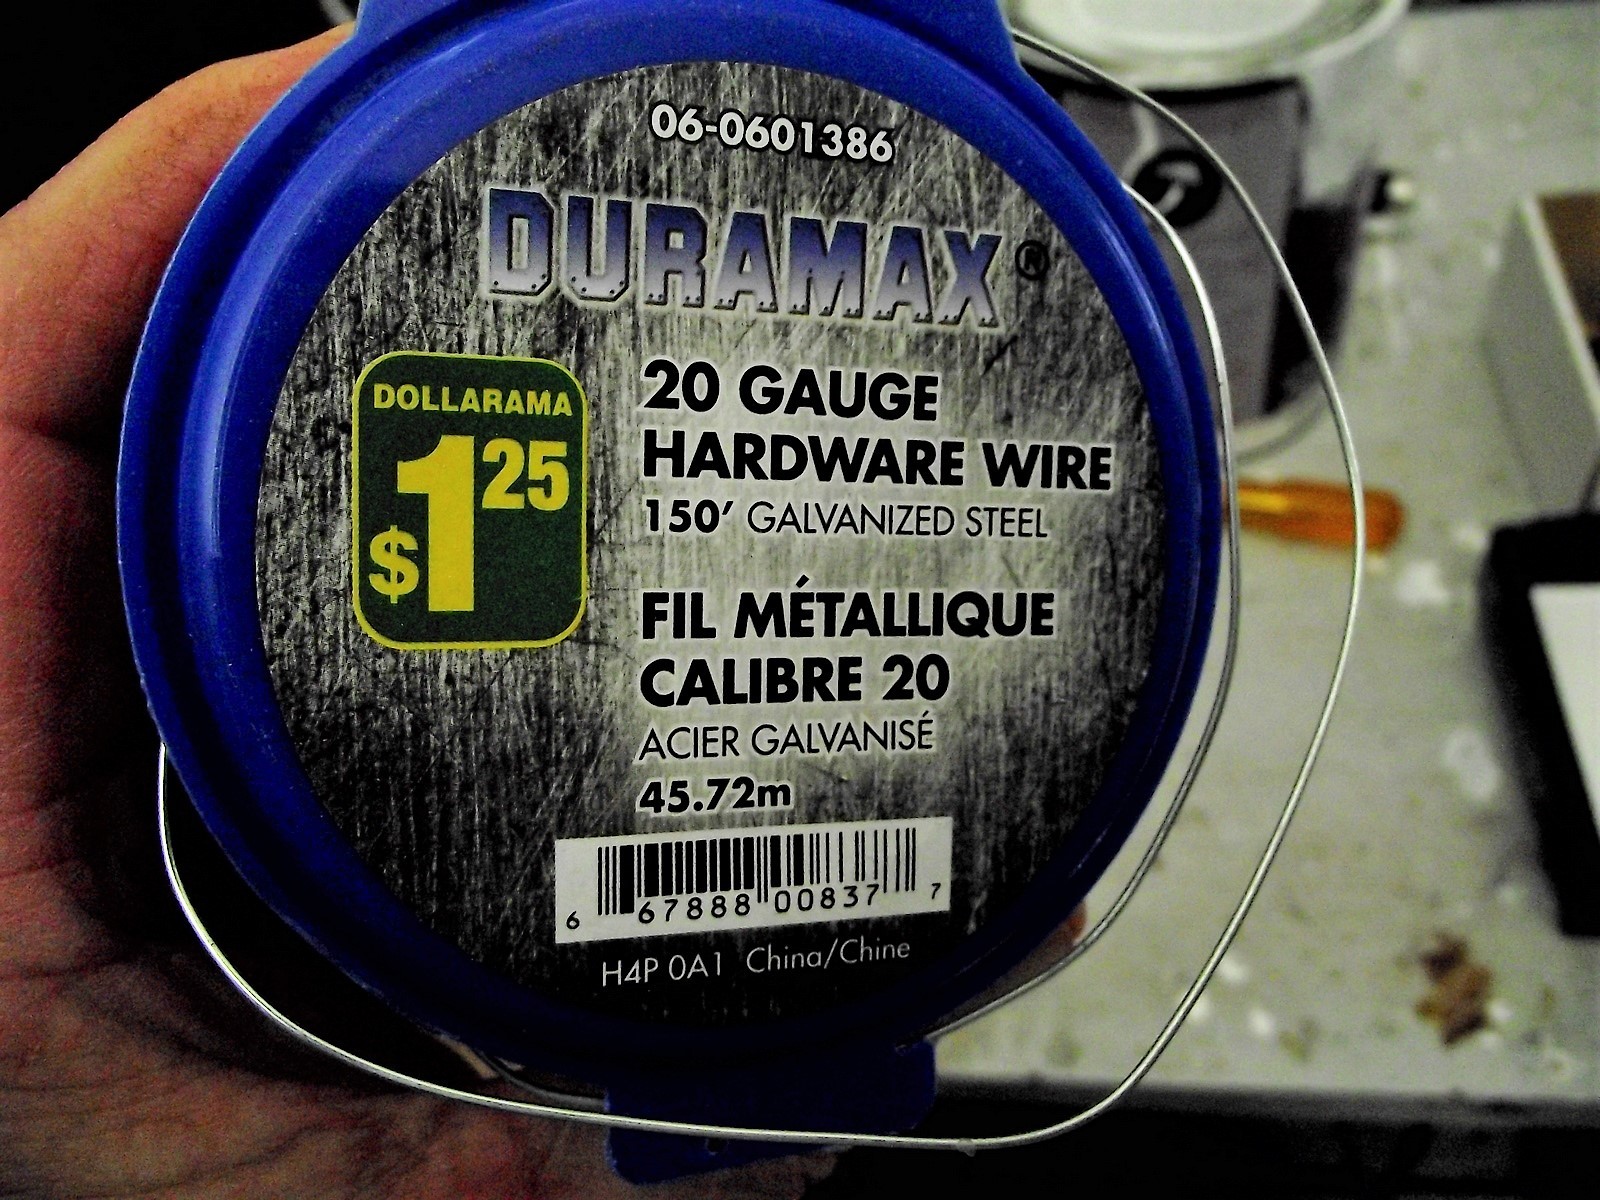 06-0601386
DURAMAX®
DOLLARAMA
$1 25
20 GAUGE
HARDWARE WIRE
150' GALVANIZED STEEL
FIL MÉTALLIQUE
CALIBRE 20
ACIER GALVANISÉ
45.72m
6 67888 00837 7
H4P 0A1 China/Chine